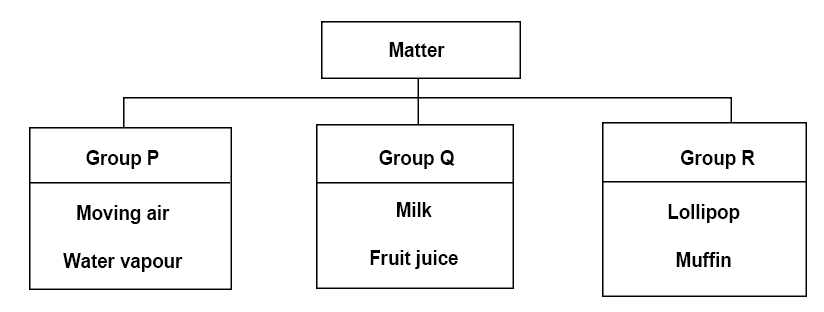 Matter
Group P
Moving air
Water vapour
Group Q
Milk
Fruit juice
Group R
Lollipop
Muffin